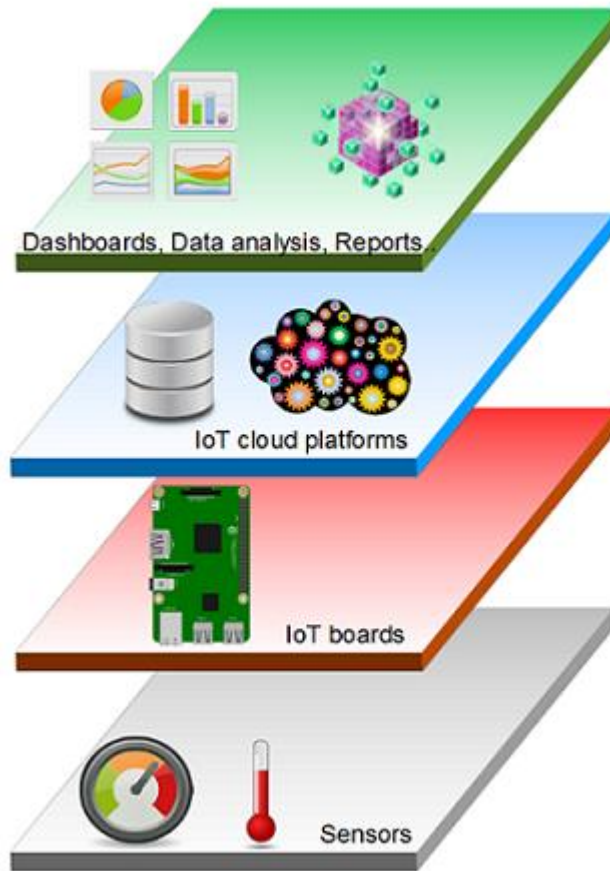 Dashboards, Data analysis, Reports..
IoT cloud platforms
IoT boards
Sensors